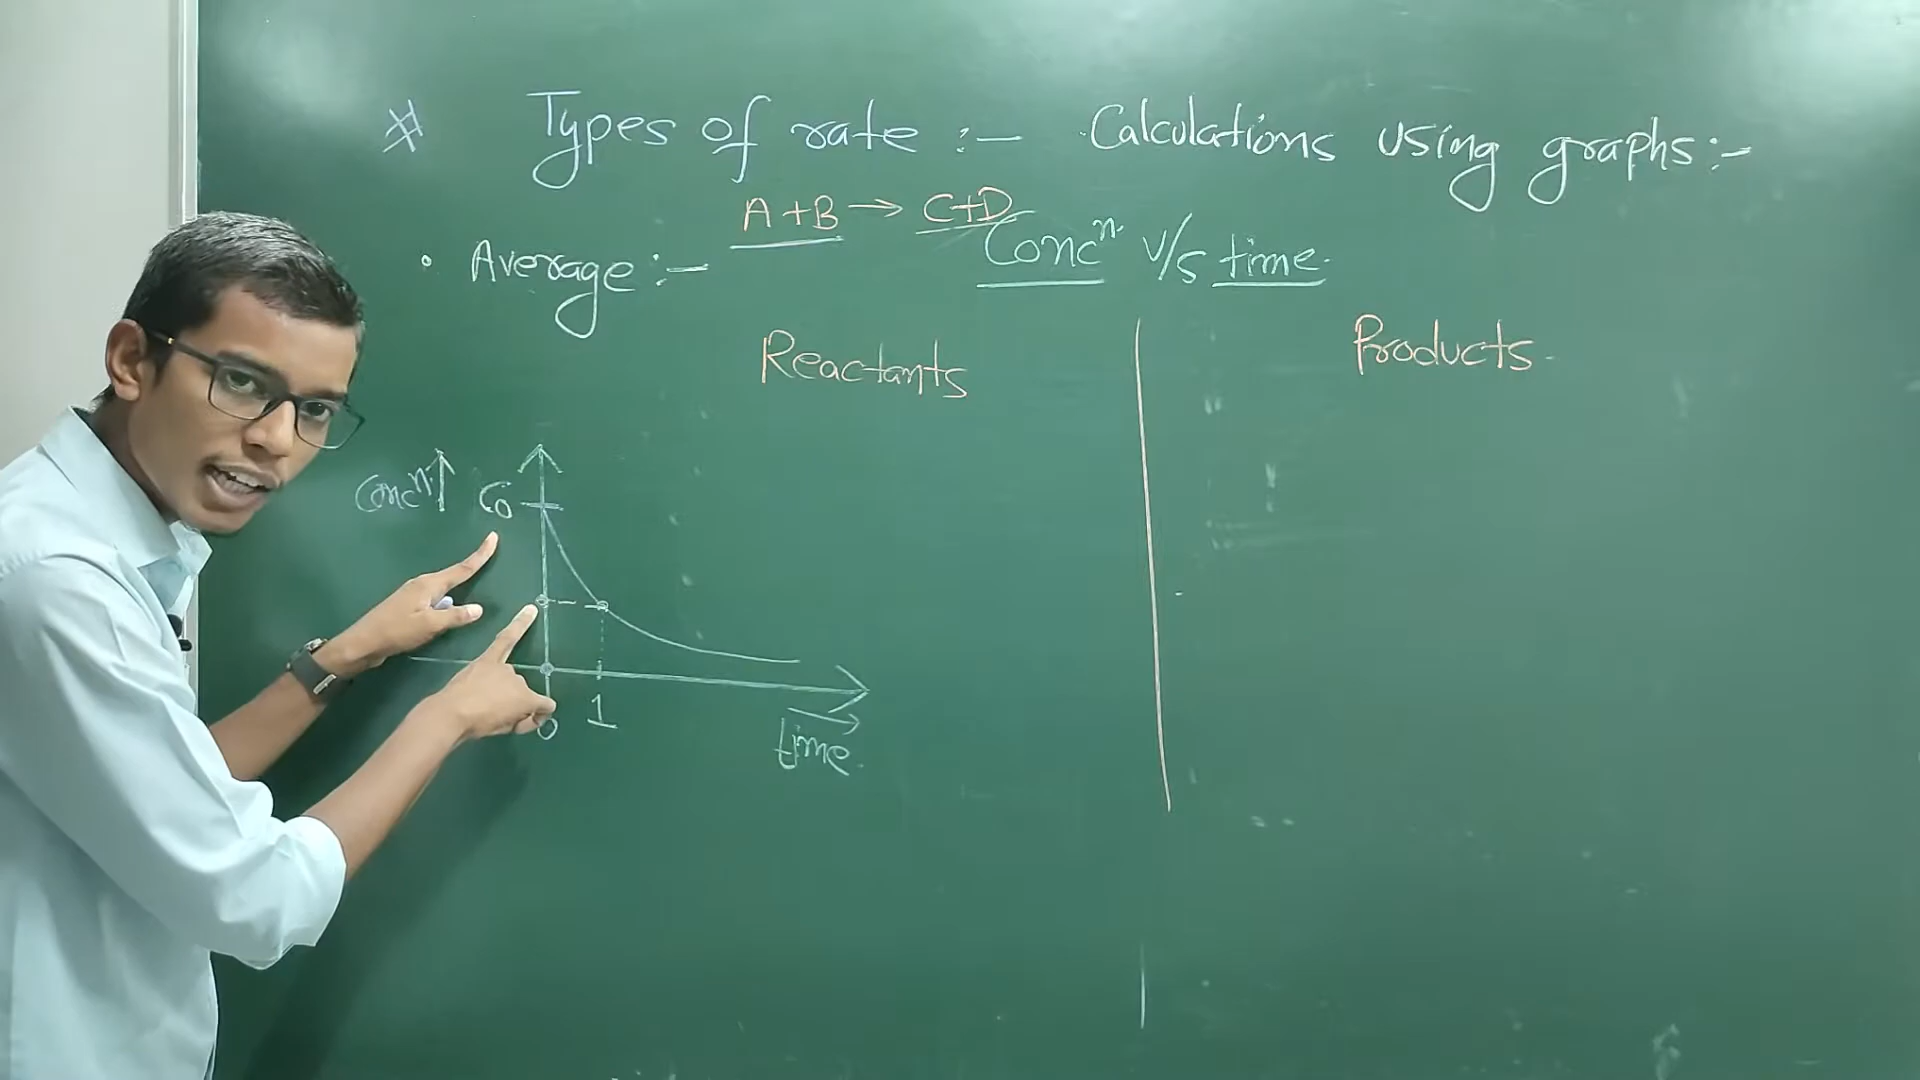 # Types of rate :- Calculations using graphs:-
A + B → C+D
• Average :- Concⁿ. v/s time.
Reactants
Products
Concⁿ. ↑ C₀
0 1
time